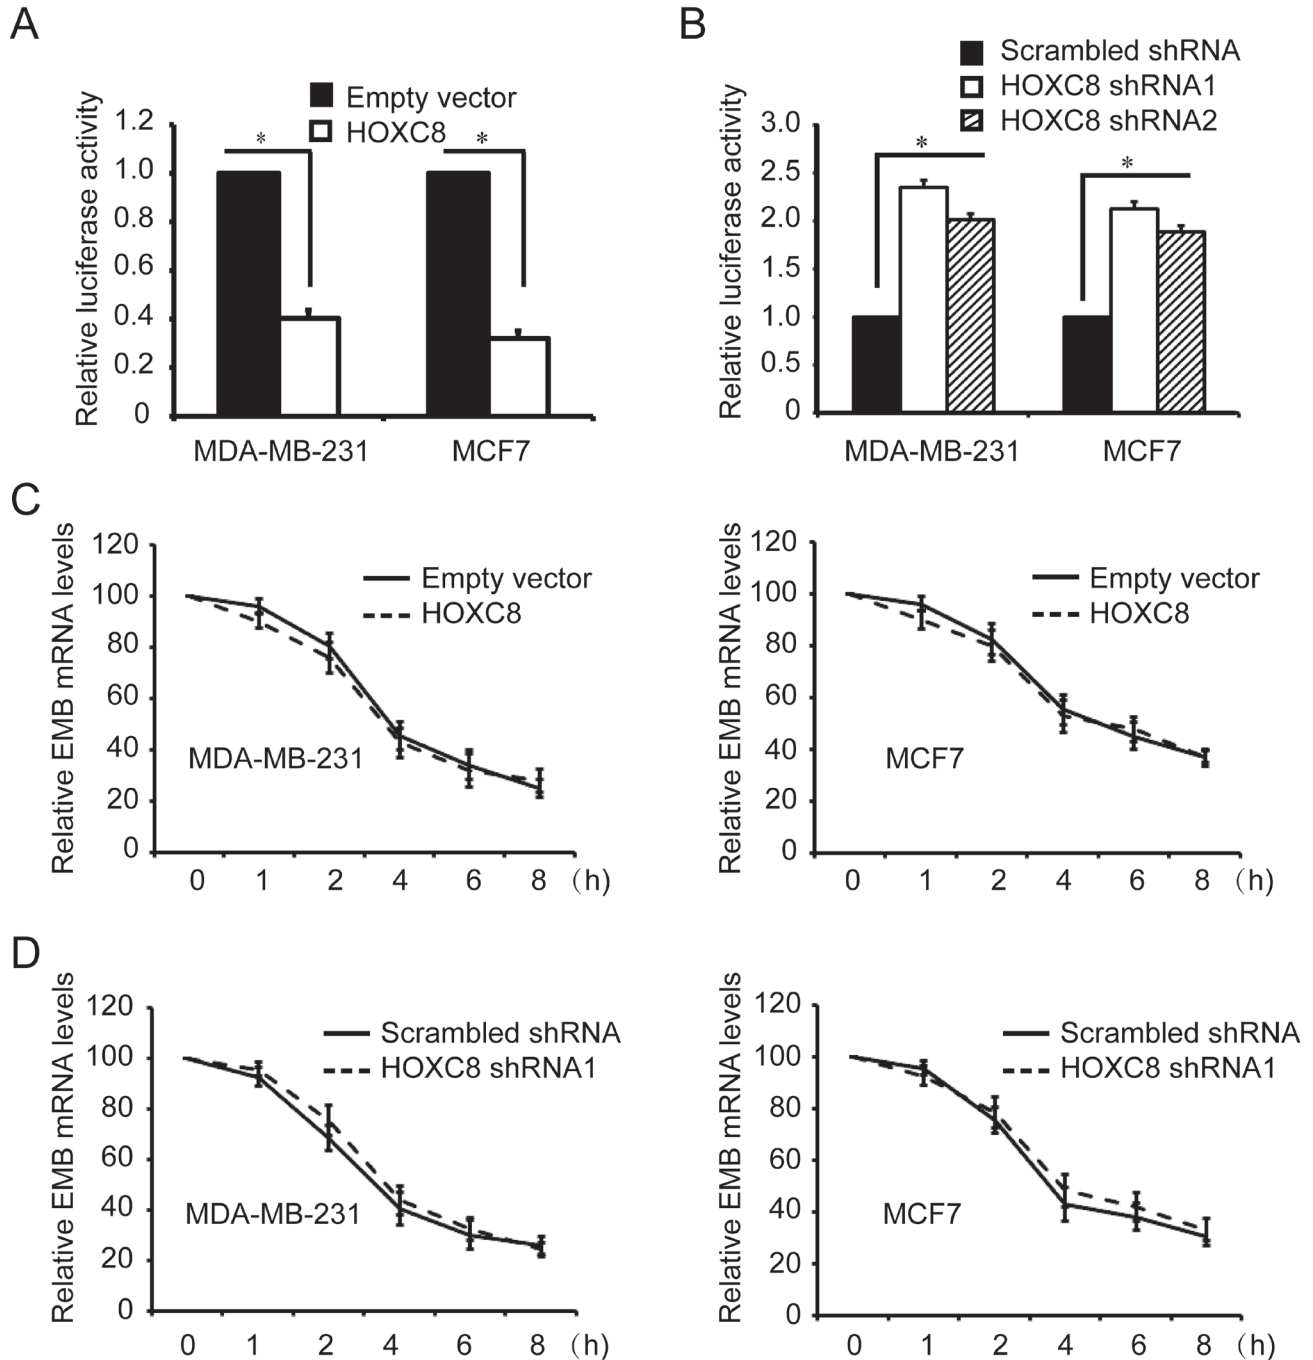 A
Relative luciferase activity
Empty vector
HOXC8
1.2
1.0
0.8
0.6
0.4
0.2
0
*
*
MDA-MB-231
MCF7
B
Relative luciferase activity
Scrambled shRNA
HOXC8 shRNA1
HOXC8 shRNA2
3.0
2.5
2.0
1.5
1.0
0.5
0
*
*
MDA-MB-231
MCF7
C
Relative EMB mRNA levels
120
100
80
60
40
20
0
Empty vector
HOXC8
MDA-MB-231
0 1 2 4 6 8 (h)
Relative EMB mRNA levels
120
100
80
60
40
20
0
Empty vector
HOXC8
MCF7
0 1 2 4 6 8 (h)
D
Relative EMB mRNA levels
120
100
80
60
40
20
0
Scrambled shRNA
HOXC8 shRNA1
MDA-MB-231
0 1 2 4 6 8 (h)
Relative EMB mRNA levels
120
100
80
60
40
20
0
Scrambled shRNA
HOXC8 shRNA1
MCF7
0 1 2 4 6 8 (h)